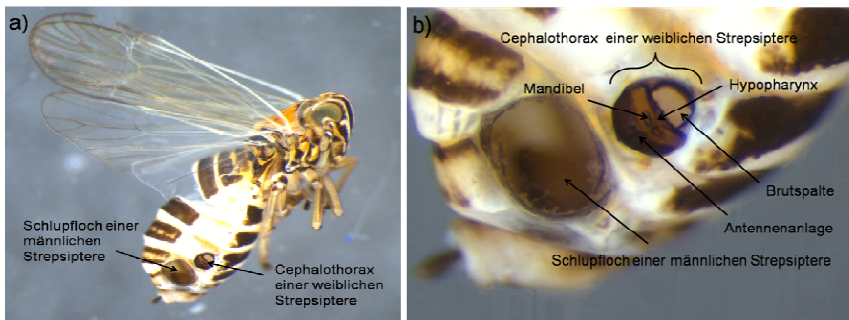 a)
Schlupfloch einer
männlichen
Strepsiptere
Cephalothorax
einer weiblichen
Strepsiptere
b)
Cephalothorax einer weiblichen Strepsiptere
Mandibel
Hypopharynx
Brutspalte
Antennenanlage
Schlupfloch einer männlichen Strepsiptere